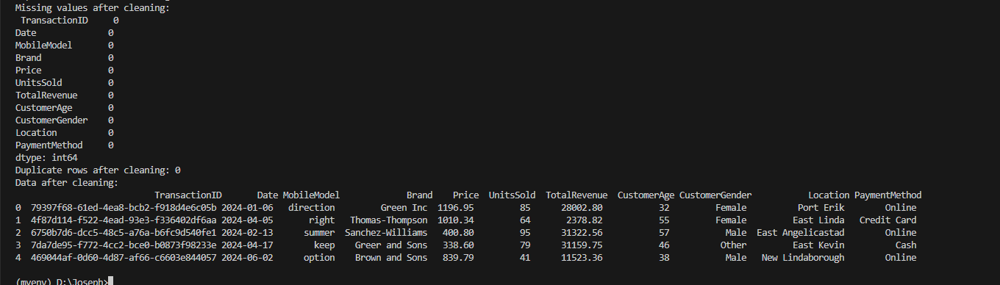 Missing values after cleaning:
TransactionID 0
Date 0
MobileModel 0
Brand 0
Price 0
UnitsSold 0
TotalRevenue 0
CustomerAge 0
CustomerGender 0
Location 0
PaymentMethod 0
dtype: int64
Duplicate rows after cleaning: 0
Data after cleaning:
TransactionID Date MobileModel Brand Price UnitsSold TotalRevenue CustomerAge CustomerGender Location PaymentMethod
0 79397f68-61ed-4ea8-bcb2-f918d4e6c05b 2024-01-06 direction Green Inc 1196.95 85 28002.80 32 Female Port Erik Online
1 4f87d114-f522-4ead-93e3-f336402df6aa 2024-04-05 right Thomas-Thompson 1010.34 64 2378.82 55 Female East Linda Credit Card
2 6750b7d6-dcc5-48c5-a76a-b6fc9d540fe1 2024-02-13 summer Sanchez-Williams 400.80 95 31322.56 57 Male East Angelicastad Online
3 7da7de95-f772-4cc2-bce0-b0873f98233e 2024-04-17 keep Greer and Sons 338.60 79 31159.75 46 Other East Kevin Cash
4 469044af-0d60-4d87-af66-c6603e844057 2024-06-02 option Brown and Sons 839.79 41 11523.36 38 Male New Lindaborough Online
(myenv) D:\Joseph>